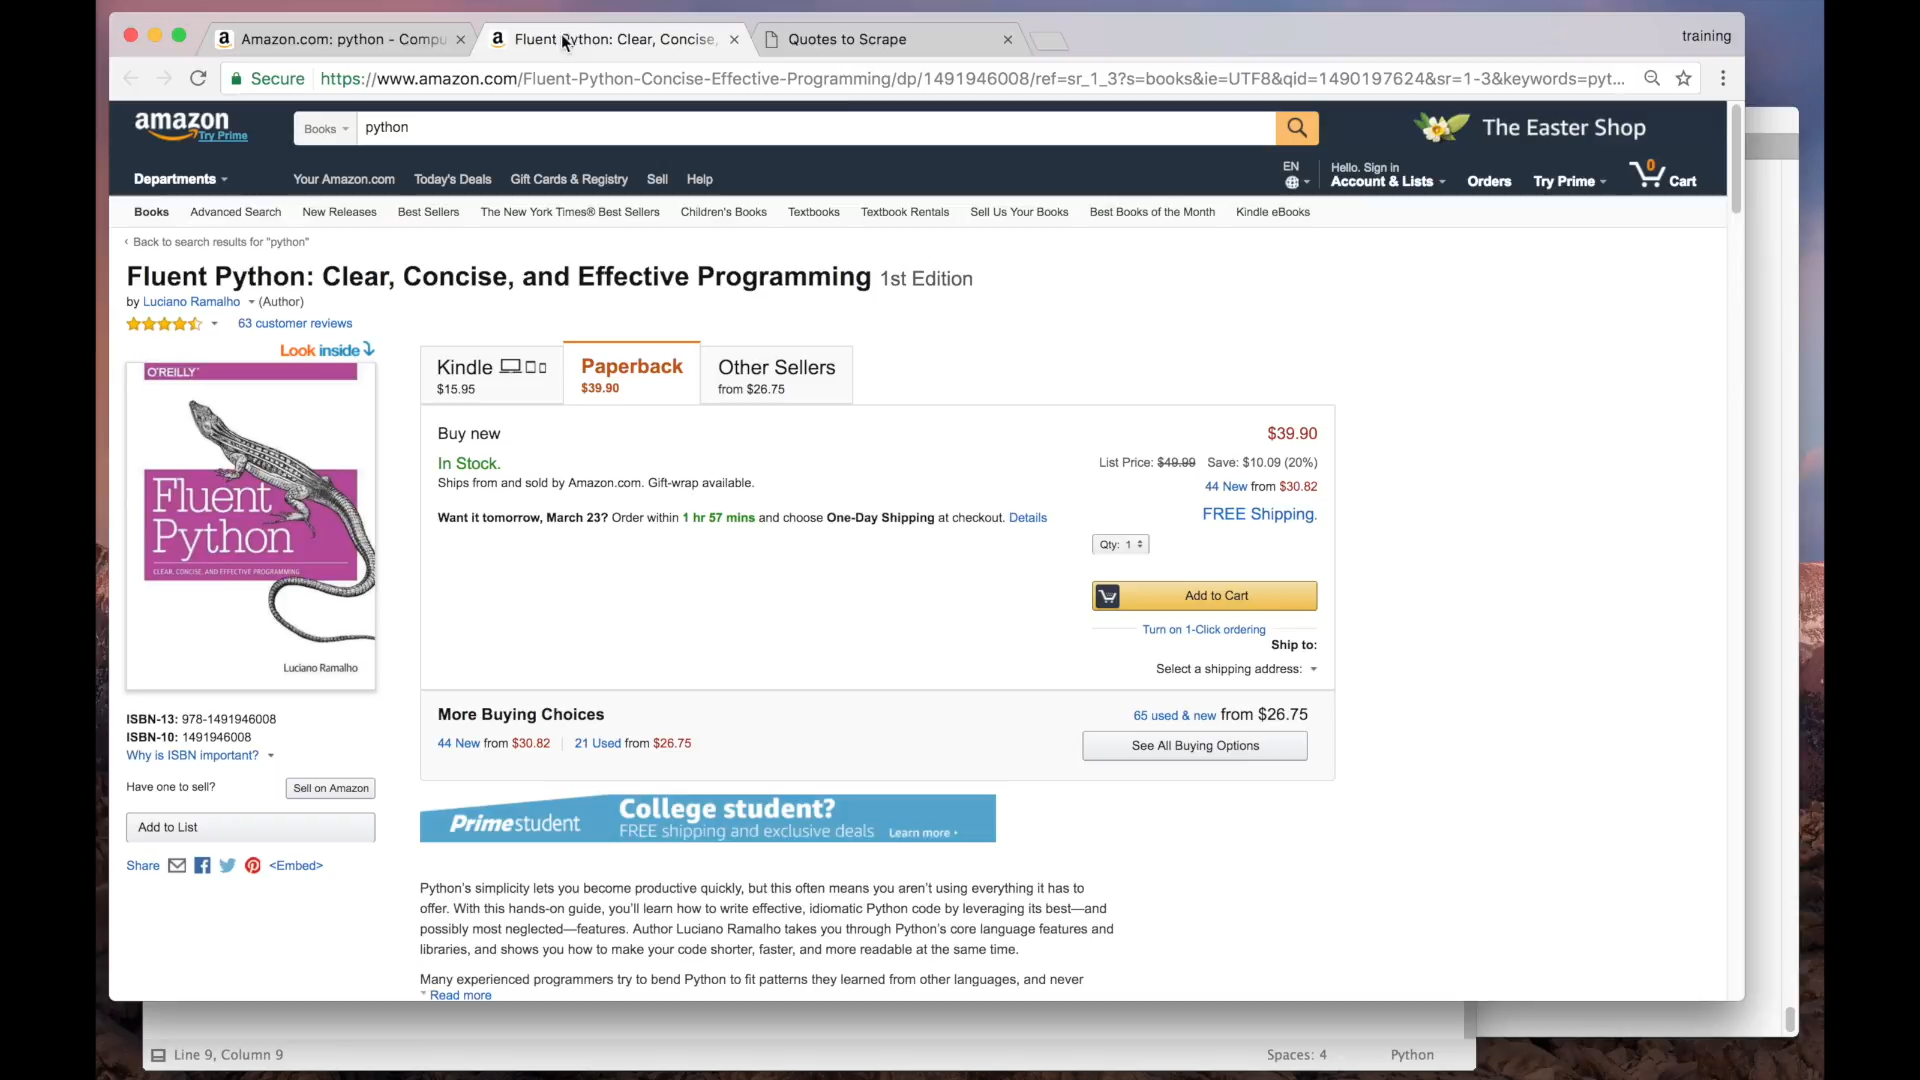 Amazon.com: python - Compu
Fluent Python: Clear, Concise,
Quotes to Scrape
training
Secure
https://www.amazon.com/Fluent-Python-Concise-Effective-Programming/dp/1491946008/ref=sr_1_3?s=books&ie=UTF8&qid=1490197624&sr=1-3&keywords=pyt...
amazon
Try Prime
Books
python
The Easter Shop
Departments
Your Amazon.com
Today's Deals
Gift Cards & Registry
Sell
Help
EN
Hello. Sign in
Account & Lists
Orders
Try Prime
0
Cart
Books
Advanced Search
New Releases
Best Sellers
The New York Times® Best Sellers
Children's Books
Textbooks
Textbook Rentals
Sell Us Your Books
Best Books of the Month
Kindle eBooks
‹ Back to search results for "python"
Fluent Python: Clear, Concise, and Effective Programming 1st Edition
by Luciano Ramalho (Author)
63 customer reviews
Look inside
O'REILLY
Fluent
Python
CLEAR, CONCISE, AND EFFECTIVE PROGRAMMING
Luciano Ramalho
Kindle
$15.95
Paperback
$39.90
Other Sellers
from $26.75
Buy new
$39.90
In Stock.
Ships from and sold by Amazon.com. Gift-wrap available.
List Price: $49.99 Save: $10.09 (20%)
44 New from $30.82
Want it tomorrow, March 23? Order within 1 hr 57 mins and choose One-Day Shipping at checkout. Details
FREE Shipping.
Qty: 1
Add to Cart
Turn on 1-Click ordering
Ship to:
Select a shipping address:
More Buying Choices
44 New from $30.82 | 21 Used from $26.75
65 used & new from $26.75
See All Buying Options
ISBN-13: 978-1491946008
ISBN-10: 1491946008
Why is ISBN important?
Have one to sell?
Sell on Amazon
Add to List
Share
<Embed>
Prime student
College student?
FREE shipping and exclusive deals
Learn more ›
Python's simplicity lets you become productive quickly, but this often means you aren't using everything it has to
offer. With this hands-on guide, you'll learn how to write effective, idiomatic Python code by leveraging its best—and
possibly most neglected—features. Author Luciano Ramalho takes you through Python's core language features and
libraries, and shows you how to make your code shorter, faster, and more readable at the same time.
Many experienced programmers try to bend Python to fit patterns they learned from other languages, and never
Read more
Line 9, Column 9
Spaces: 4
Python